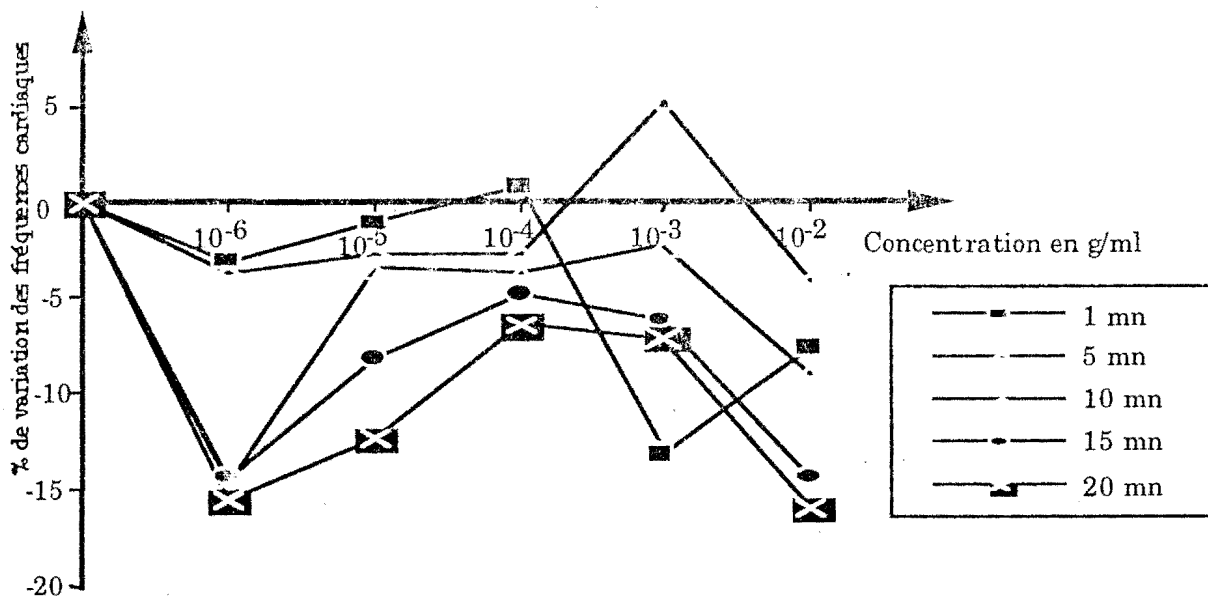 % de variation des fréquences cardiaques
5
0
-5
-10
-15
-20
10-6
10-5
10-4
10-3
10-2
Concentration en g/ml
1 mn
5 mn
10 mn
15 mn
20 mn